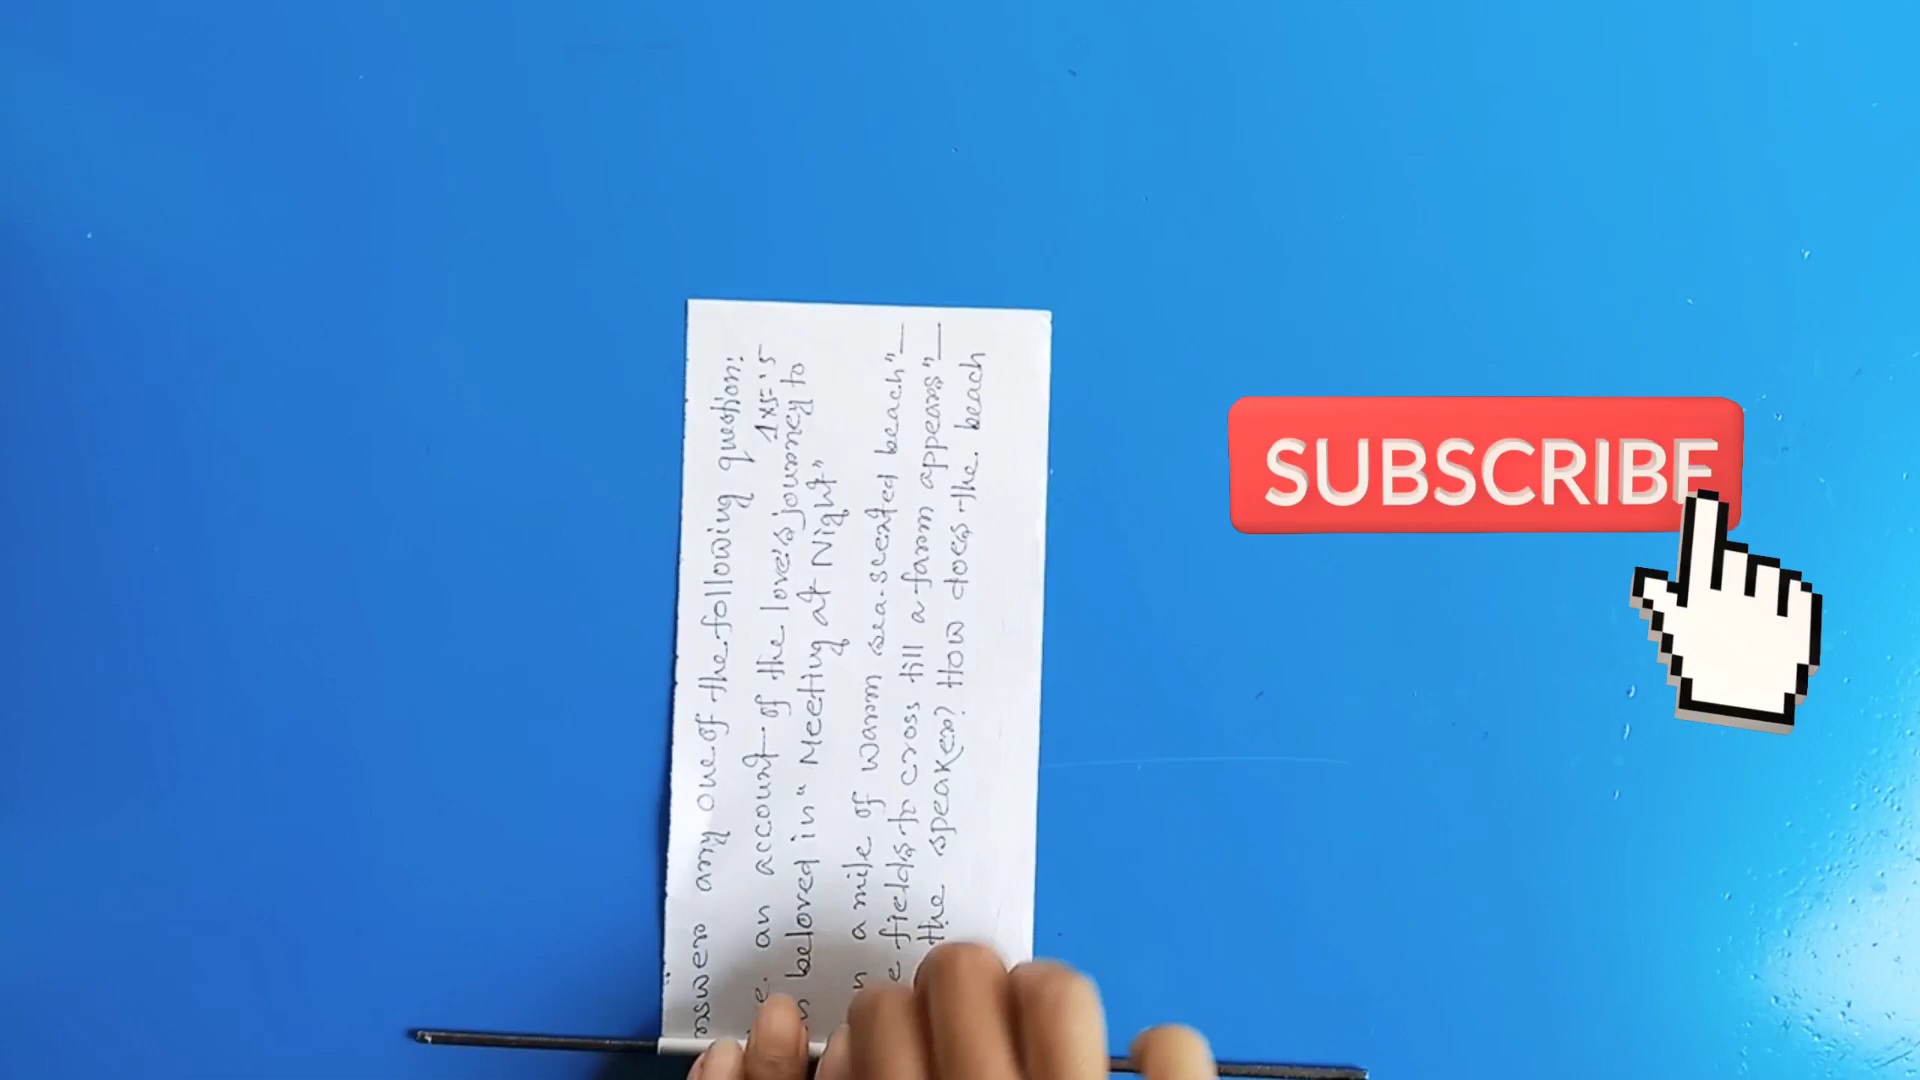 nswer any one of the following question:
1x5=5
e an account of the love's journey to
beloved in "Meeting at Night"
a mile of warm sea-scented beach"—
e fields to cross till a farm appears"—
the speaker? How does the beach
SUBSCRIBE